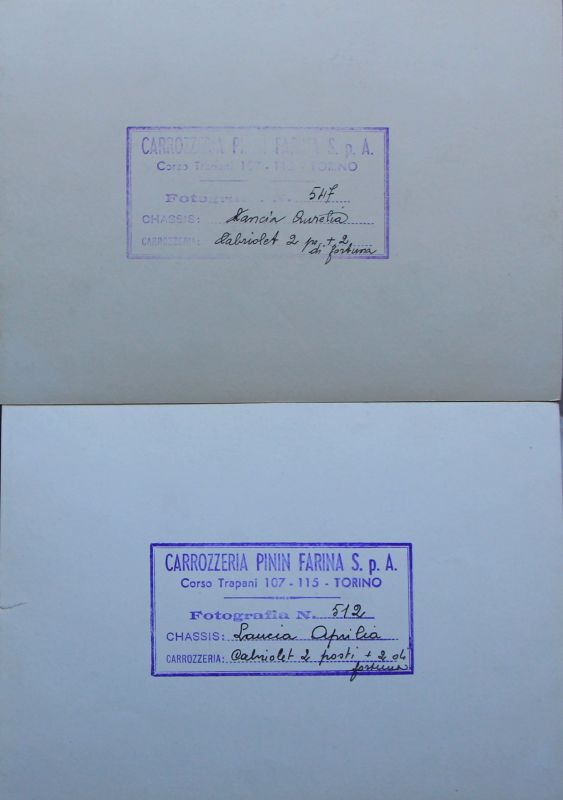 CARROZZERIA PININ FARINA S. p. A.
Corso Trapani 107 - 115 - TORINO
Fotografia N. 547
CHASSIS: Lancia Aurelia
CARROZZERIA: Cabriolet 2 p. + 2
di fortuna
CARROZZERIA PININ FARINA S. p. A.
Corso Trapani 107 - 115 - TORINO
Fotografia N. 512
CHASSIS: Lancia Aprilia
CARROZZERIA: Cabriolet 2 posti + 2 di
fortuna